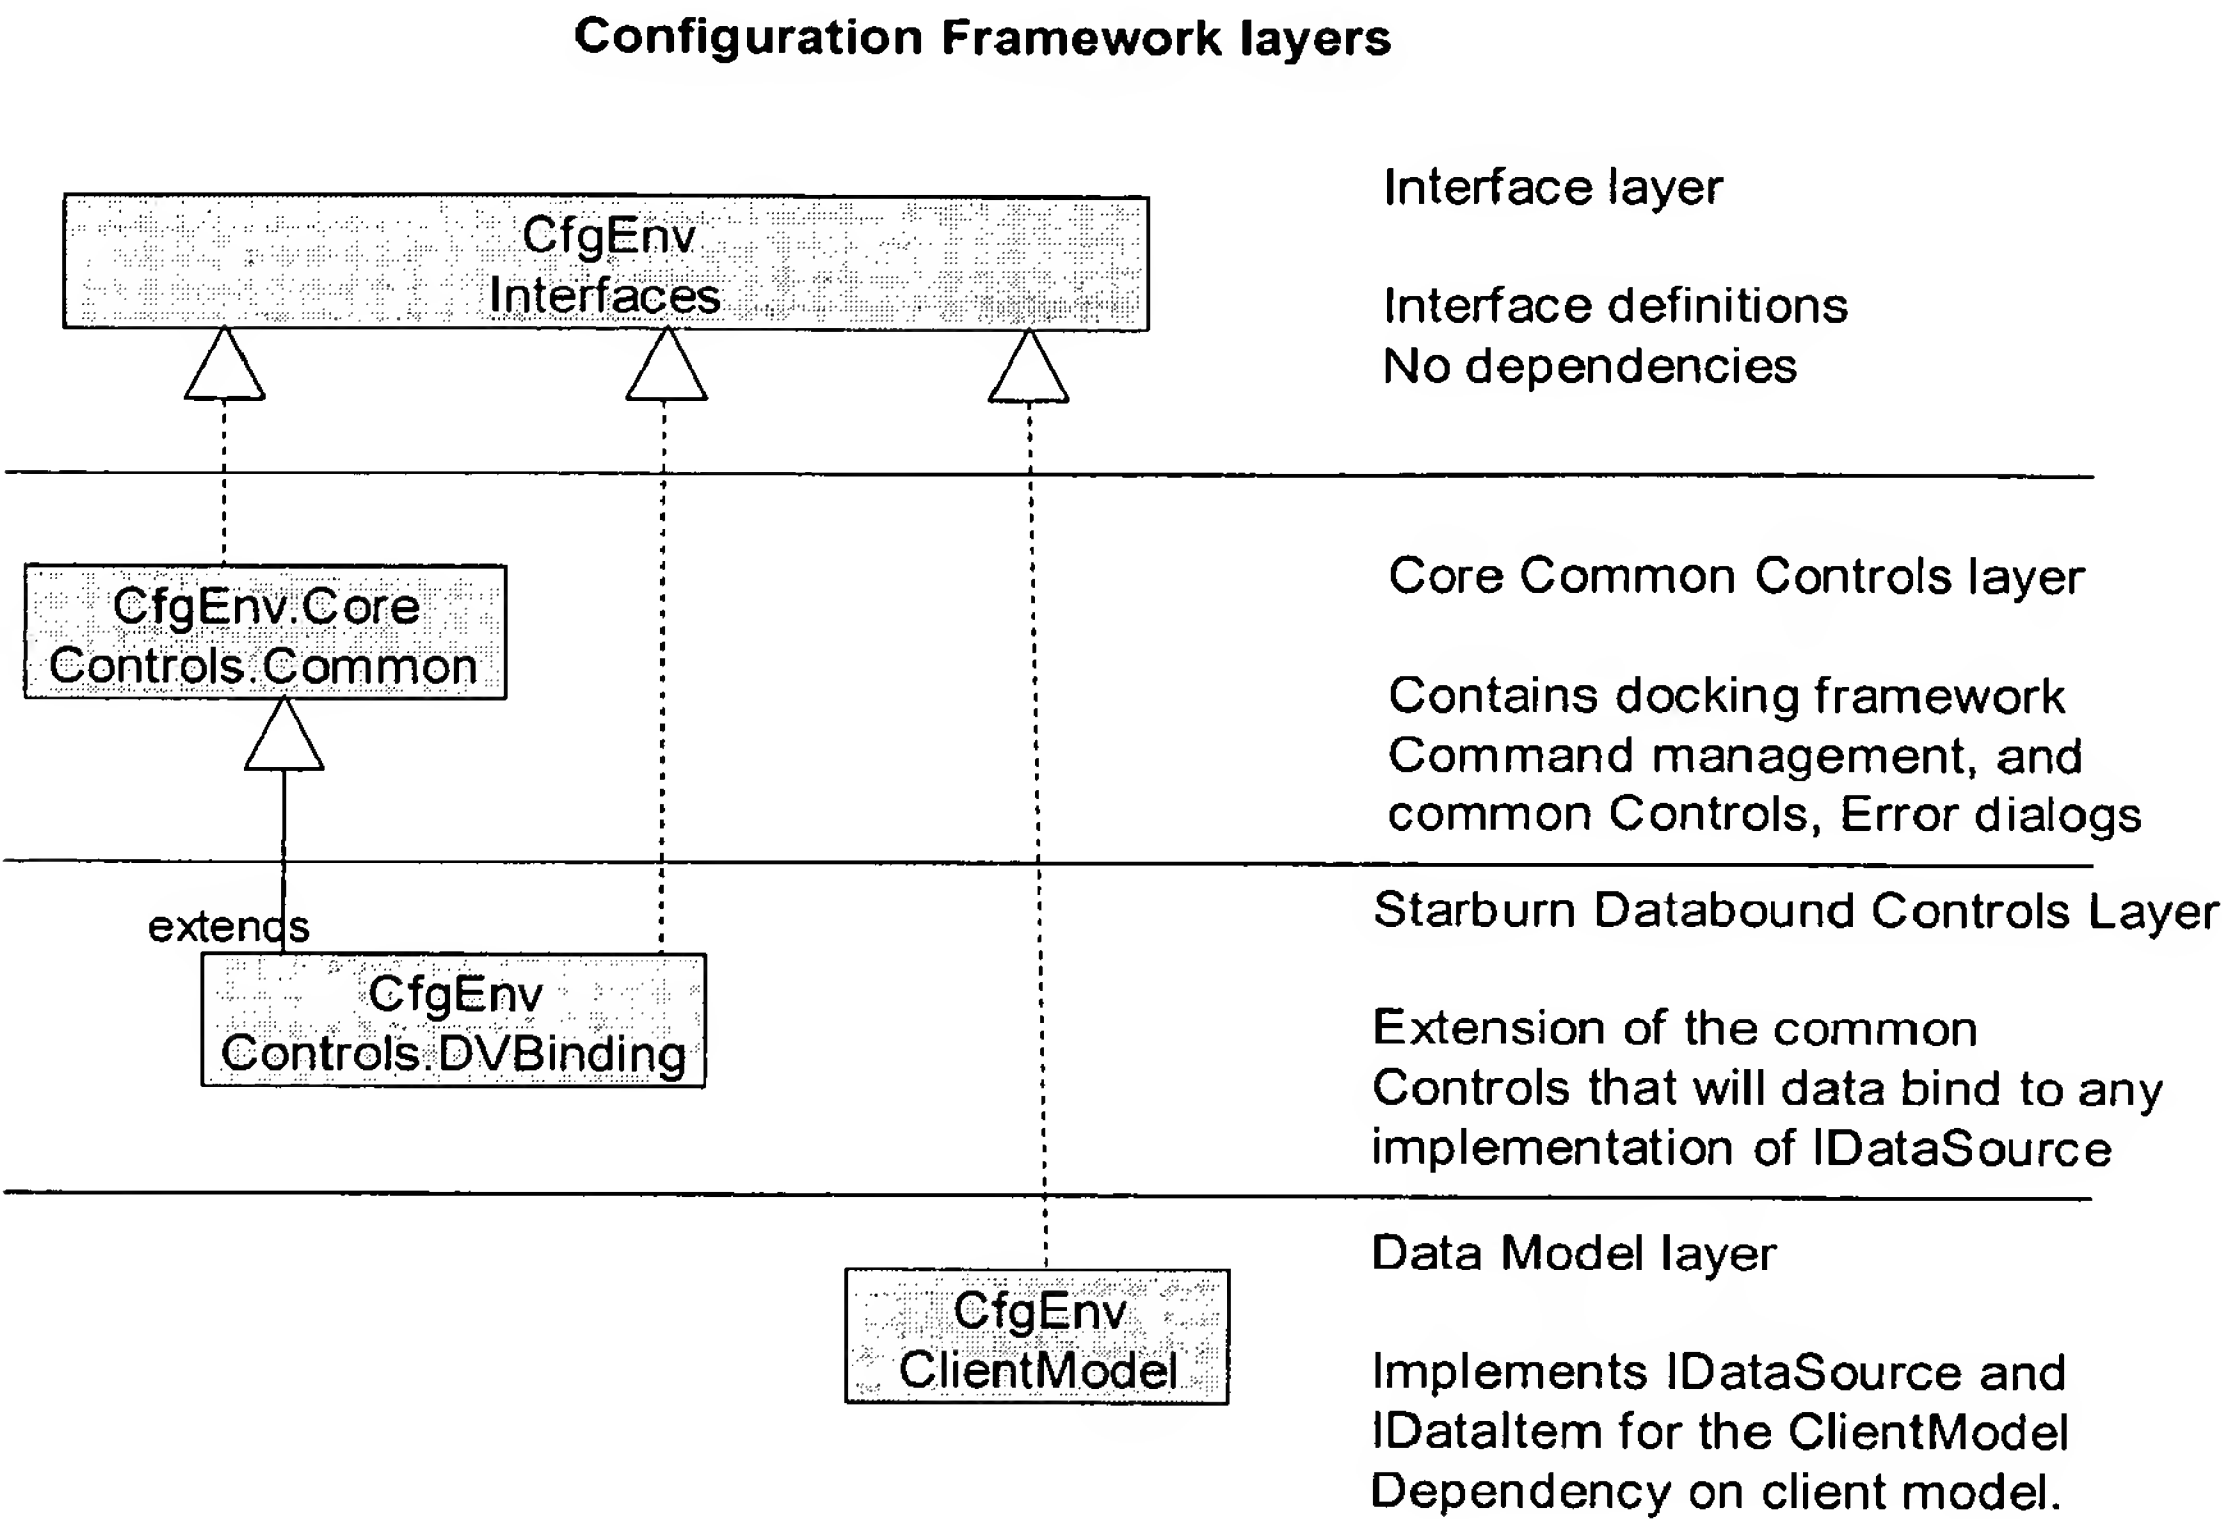 Configuration Framework layers
CfgEnv
Interfaces
Interface layer
Interface definitions
No dependencies
CfgEnv.Core
Controls.Common
Core Common Controls layer
Contains docking framework
Command management, and
common Controls, Error dialogs
extends
CfgEnv
Controls.DVBinding
Starburn Databound Controls Layer
Extension of the common
Controls that will data bind to any
implementation of IDataSource
CfgEnv
ClientModel
Data Model layer
Implements IDataSource and
IDataItem for the ClientModel
Dependency on client model.